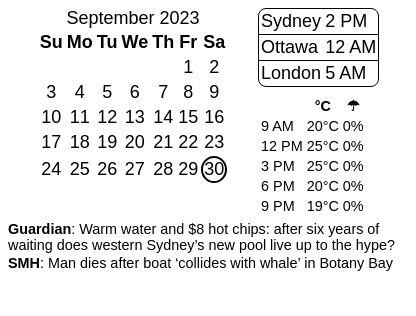 September 2023
Su Mo Tu We Th Fr Sa
1 2
3 4 5 6 7 8 9
10 11 12 13 14 15 16
17 18 19 20 21 22 23
24 25 26 27 28 29 30
Sydney 2 PM
Ottawa 12 AM
London 5 AM
°C ☂
9 AM 20°C 0%
12 PM 25°C 0%
3 PM 25°C 0%
6 PM 20°C 0%
9 PM 19°C 0%
Guardian: Warm water and $8 hot chips: after six years of
waiting does western Sydney’s new pool live up to the hype?
SMH: Man dies after boat ‘collides with whale’ in Botany Bay